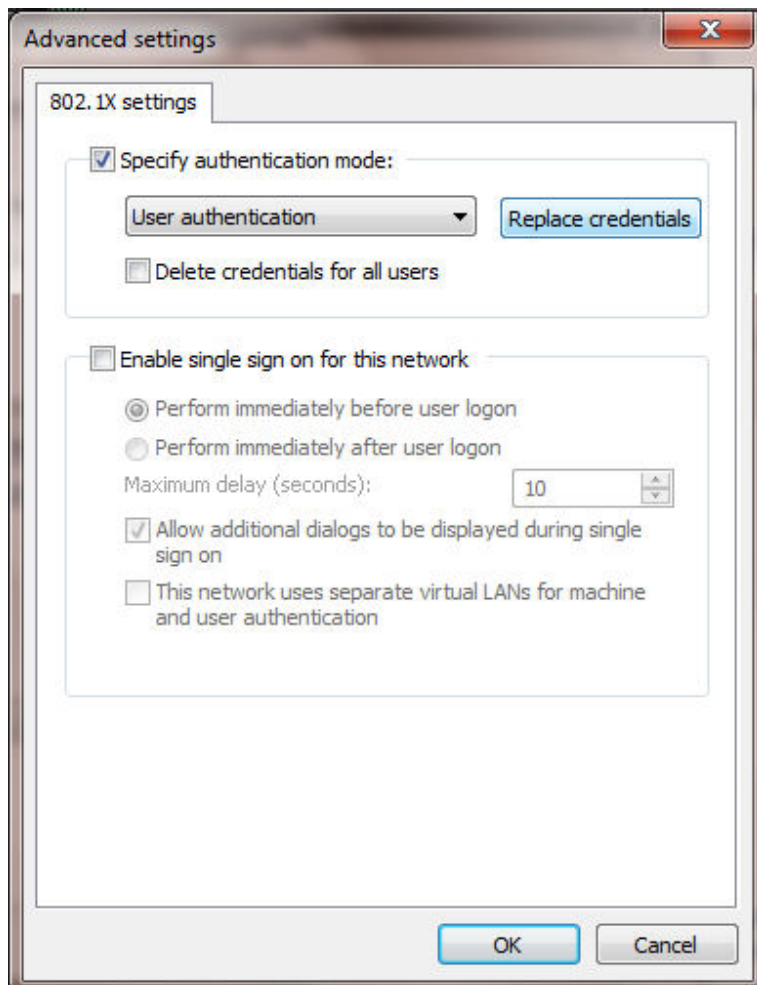 Advanced settings
802.1X settings
Specify authentication mode:
User authentication
Replace credentials
Delete credentials for all users
Enable single sign on for this network
Perform immediately before user logon
Perform immediately after user logon
Maximum delay (seconds):
10
Allow additional dialogs to be displayed during single
sign on
This network uses separate virtual LANs for machine
and user authentication
OK
Cancel